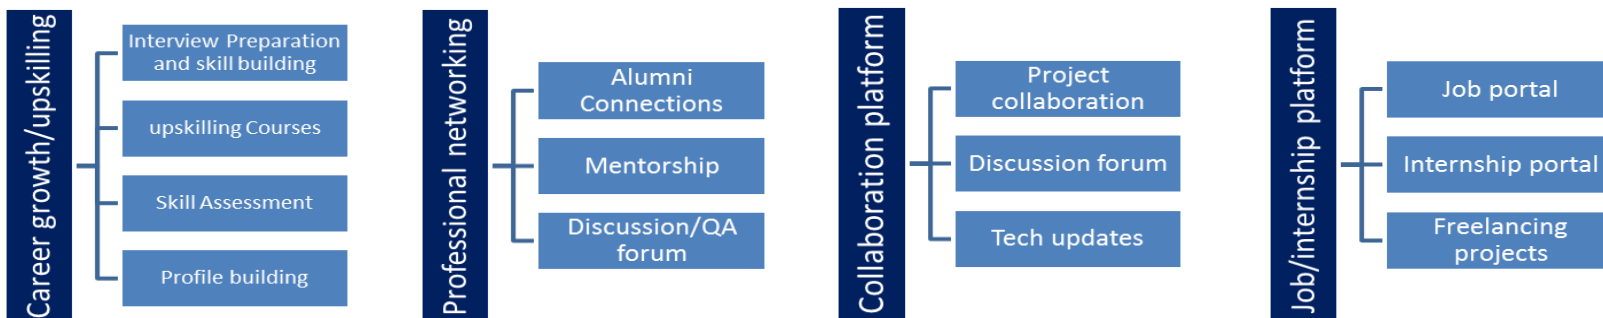 Career growth/upskilling
Interview Preparation
and skill building
upskilling Courses
Skill Assessment
Profile building
Professional networking
Alumni
Connections
Mentorship
Discussion/QA
forum
Collaboration platform
Project
collaboration
Discussion forum
Tech updates
Job/internship platform
Job portal
Internship portal
Freelancing
projects